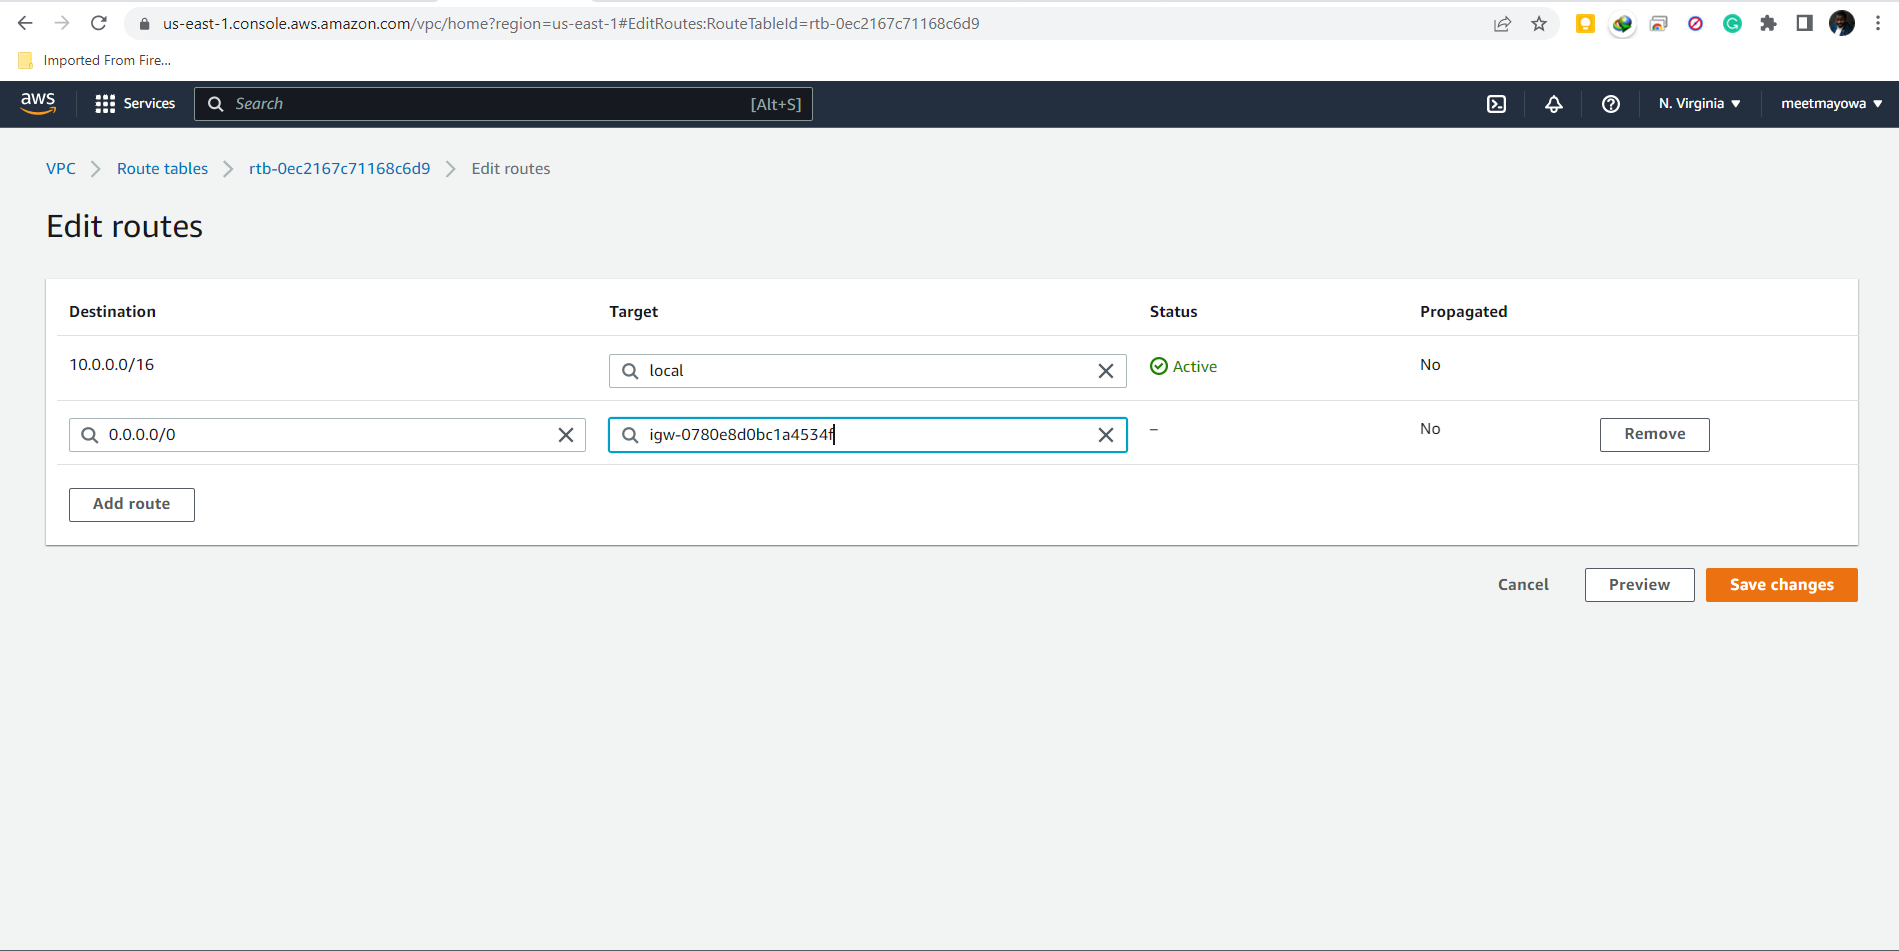 us-east-1.console.aws.amazon.com/vpc/home?region=us-east-1#EditRoutes:RouteTableId=rtb-0ec2167c71168c6d9
Imported From Fire...
aws Services Search [Alt+S] N. Virginia ▼ meetmayowa ▼
VPC > Route tables > rtb-0ec2167c71168c6d9 > Edit routes
Edit routes
Destination Target Status Propagated
10.0.0.0/16 local Active No
0.0.0.0/0 igw-0780e8d0bc1a4534f – No Remove
Add route
Cancel Preview Save changes